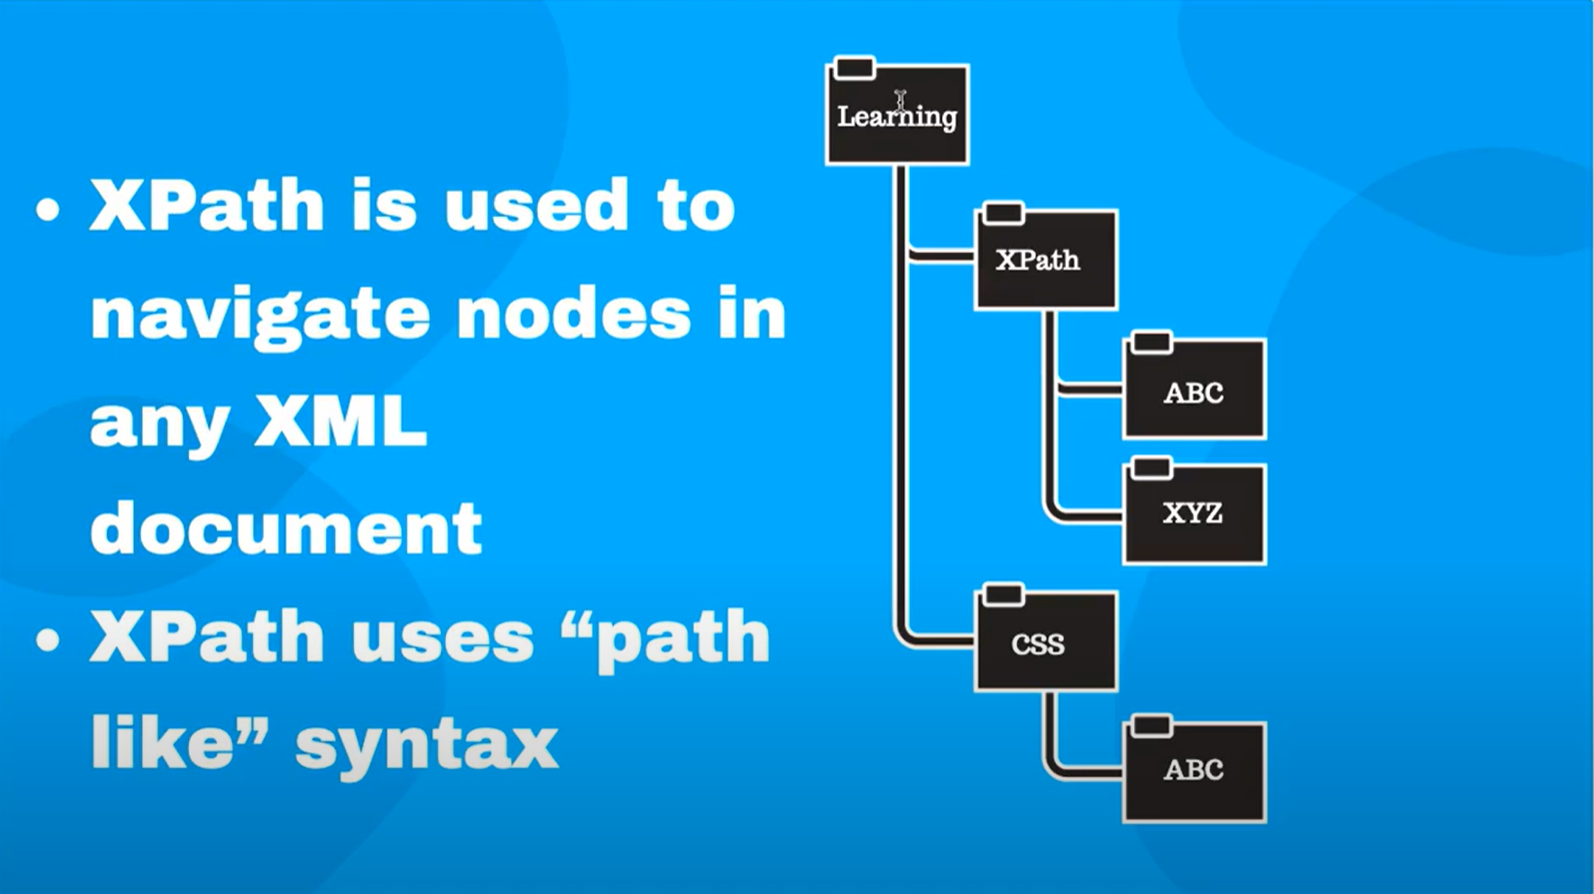 • XPath is used to
navigate nodes in
any XML
document
• XPath uses “path
like” syntax
Learning
XPath
ABC
XYZ
CSS
ABC